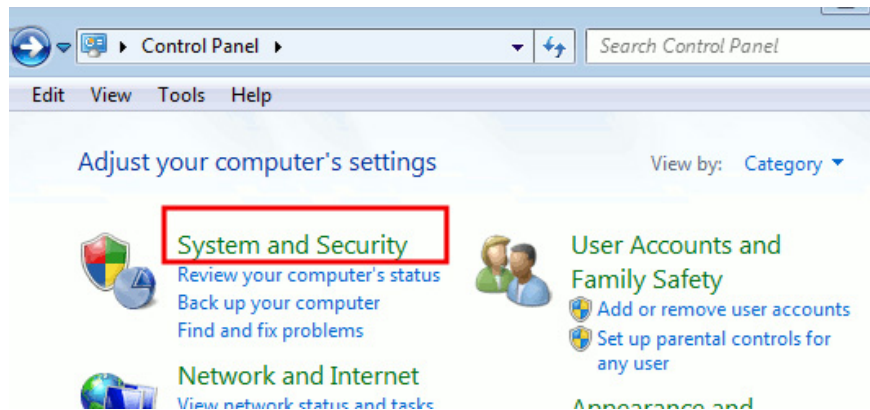 Control Panel
Search Control Panel
Edit View Tools Help
Adjust your computer's settings
View by: Category
System and Security
Review your computer's status
Back up your computer
Find and fix problems
User Accounts and
Family Safety
Add or remove user accounts
Set up parental controls for
any user
Network and Internet
View network status and tasks
Appearance and